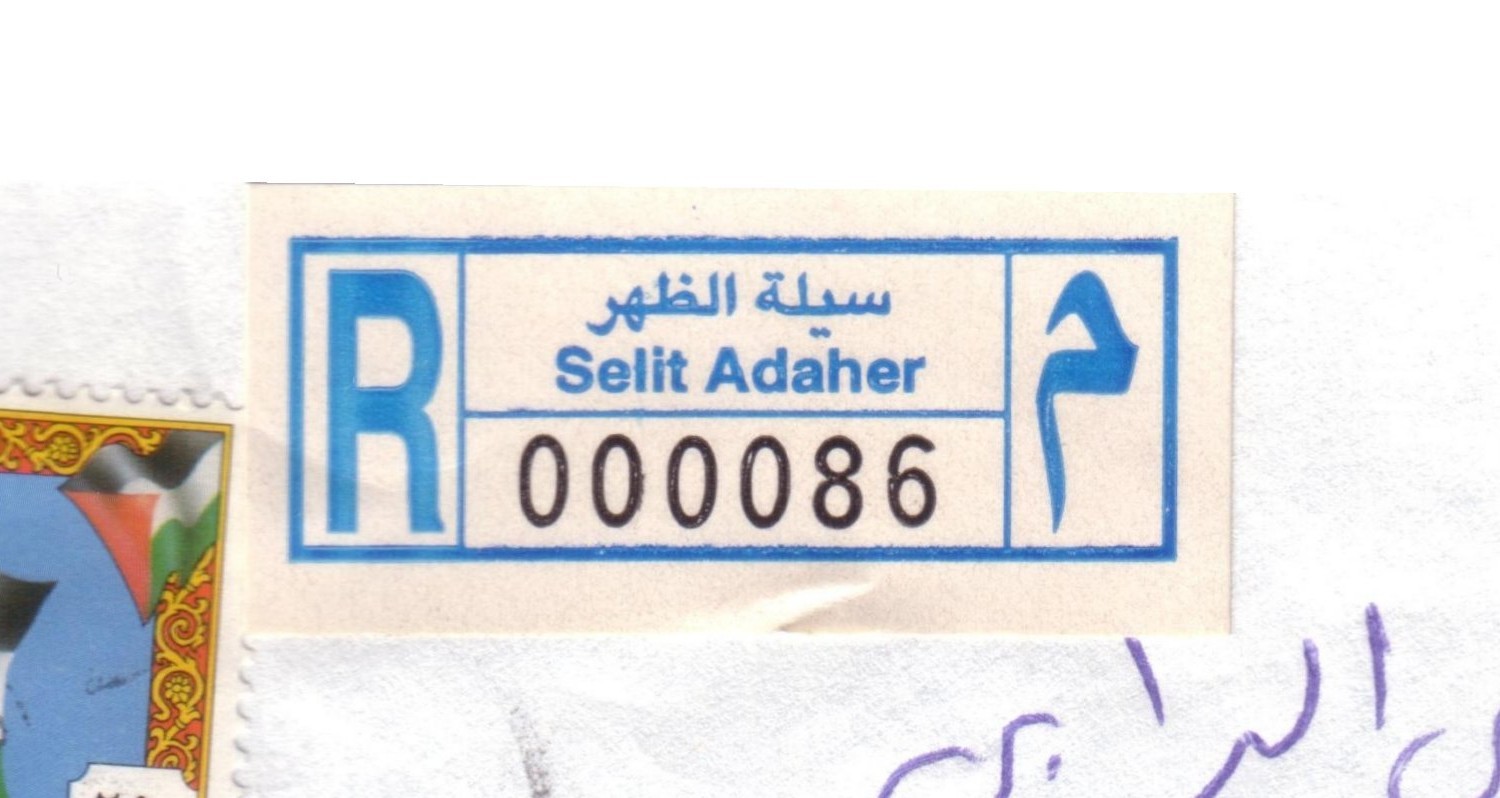 R
سيلة الظهر
Selit Adaher
000086
م